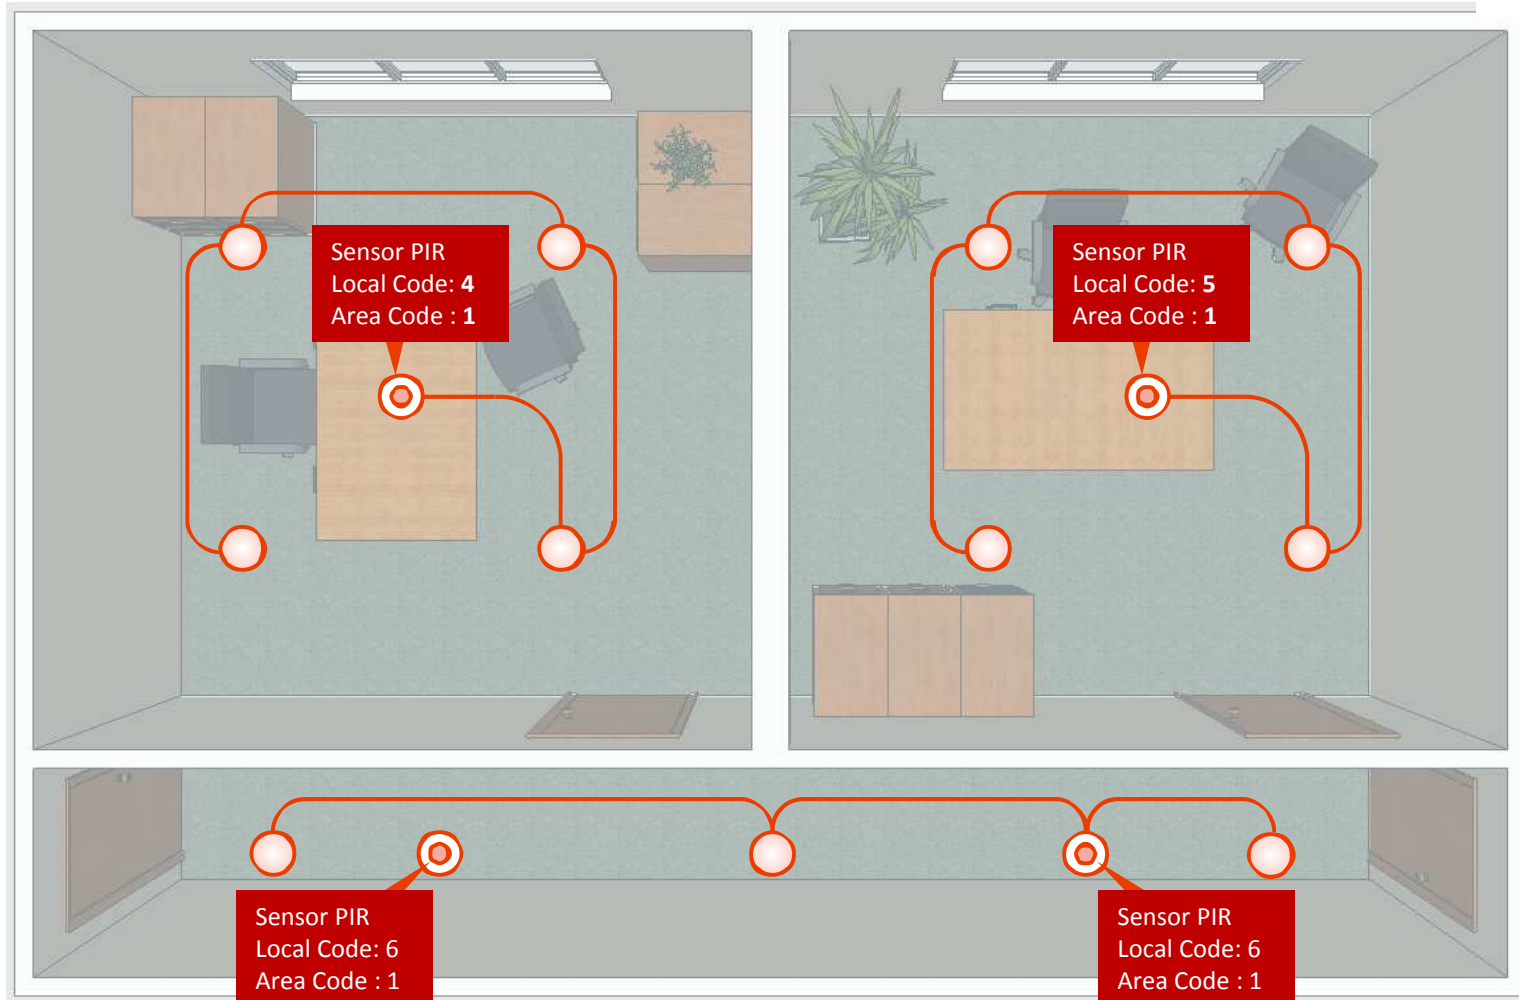 Sensor PIR
Local Code: 4
Area Code : 1
Sensor PIR
Local Code: 5
Area Code : 1
Sensor PIR
Local Code: 6
Area Code : 1
Sensor PIR
Local Code: 6
Area Code : 1